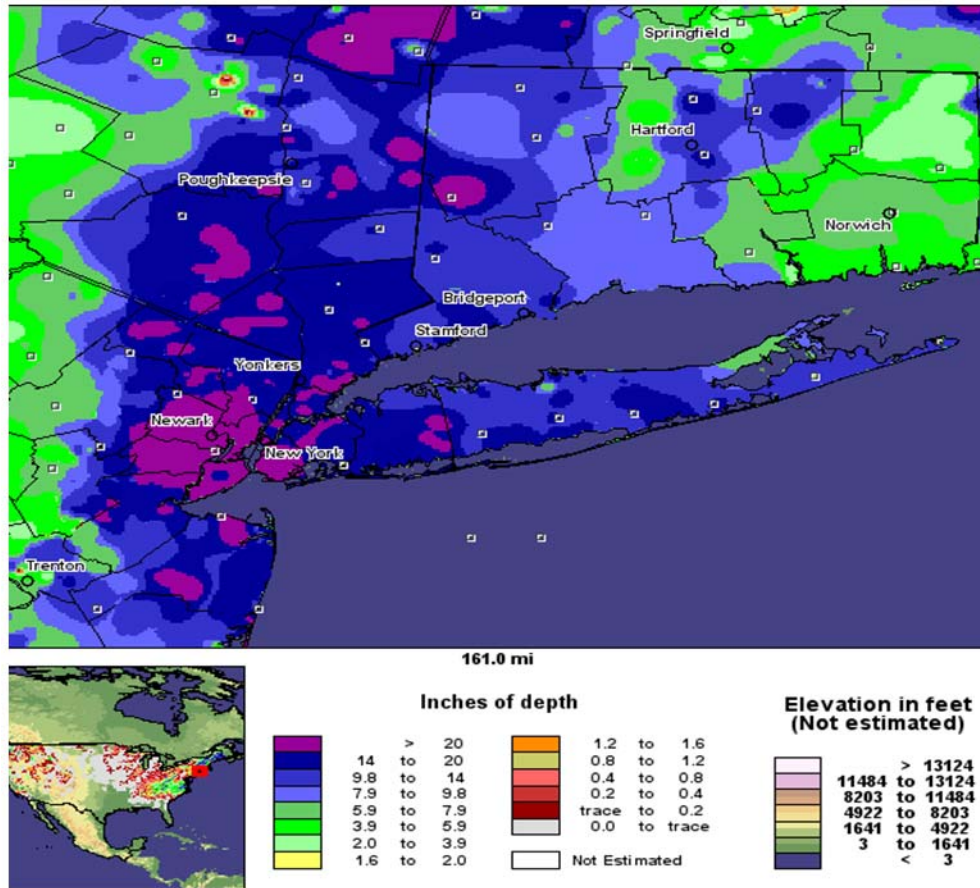 Springfield
Hartford
Poughkeepsie
Norwich
Bridgeport
Stamford
Yonkers
Newark
New York
Trenton
161.0 mi
Inches of depth
> 20
14 to 20
9.8 to 14
7.9 to 9.8
5.9 to 7.9
3.9 to 5.9
2.0 to 3.9
1.6 to 2.0
1.2 to 1.6
0.8 to 1.2
0.4 to 0.8
0.2 to 0.4
trace to 0.2
0.0 to trace
Not Estimated
Elevation in feet
(Not estimated)
> 13124
11484 to 13124
8203 to 11484
4922 to 8203
1641 to 4922
3 to 1641
< 3